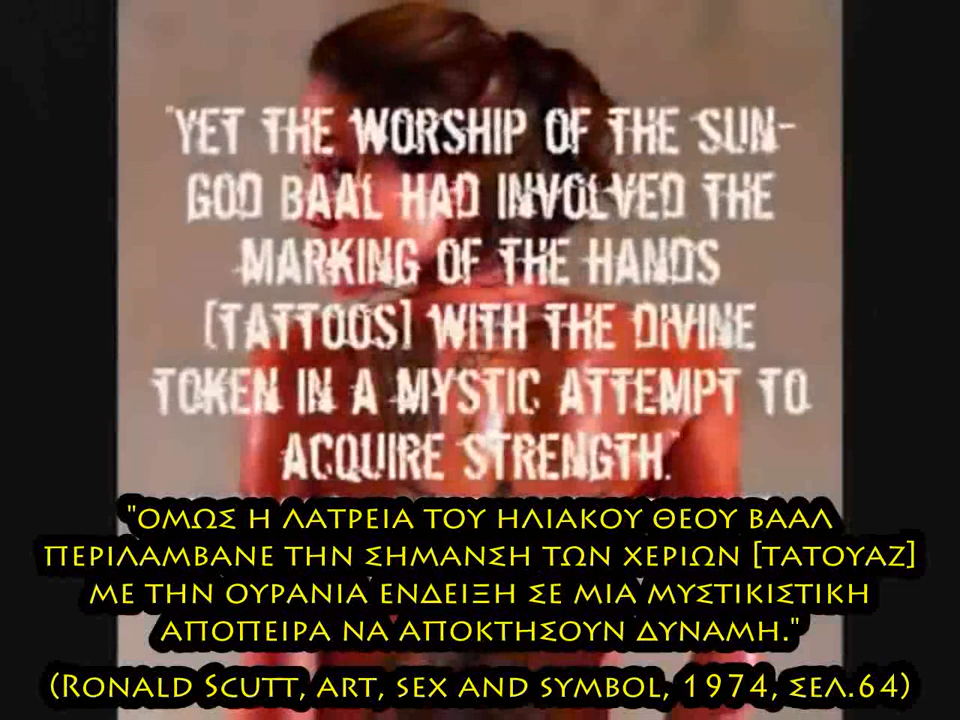 "YET THE WORSHIP OF THE SUN-
GOD BAAL HAD INVOLVED THE
MARKING OF THE HANDS
[TATTOOS] WITH THE DIVINE
TOKEN IN A MYSTIC ATTEMPT TO
ACQUIRE STRENGTH."
"ΟΜΩΣ Η ΛΑΤΡΕΙΑ ΤΟΥ ΗΛΙΑΚΟΥ ΘΕΟΥ ΒΑΑΛ
ΠΕΡΙΛΑΜΒΑΝΕ ΤΗΝ ΣΗΜΑΝΣΗ ΤΩΝ ΧΕΡΙΩΝ [ΤΑΤΟΥΑΖ]
ΜΕ ΤΗΝ ΟΥΡΑΝΙΑ ΕΝΔΕΙΞΗ ΣΕ ΜΙΑ ΜΥΣΤΙΚΙΣΤΙΚΗ
ΑΠΟΠΕΙΡΑ ΝΑ ΑΠΟΚΤΗΣΟΥΝ ΔΥΝΑΜΗ."
(RONALD SCUTT, ART, SEX AND SYMBOL, 1974, ΣΕΛ.64)